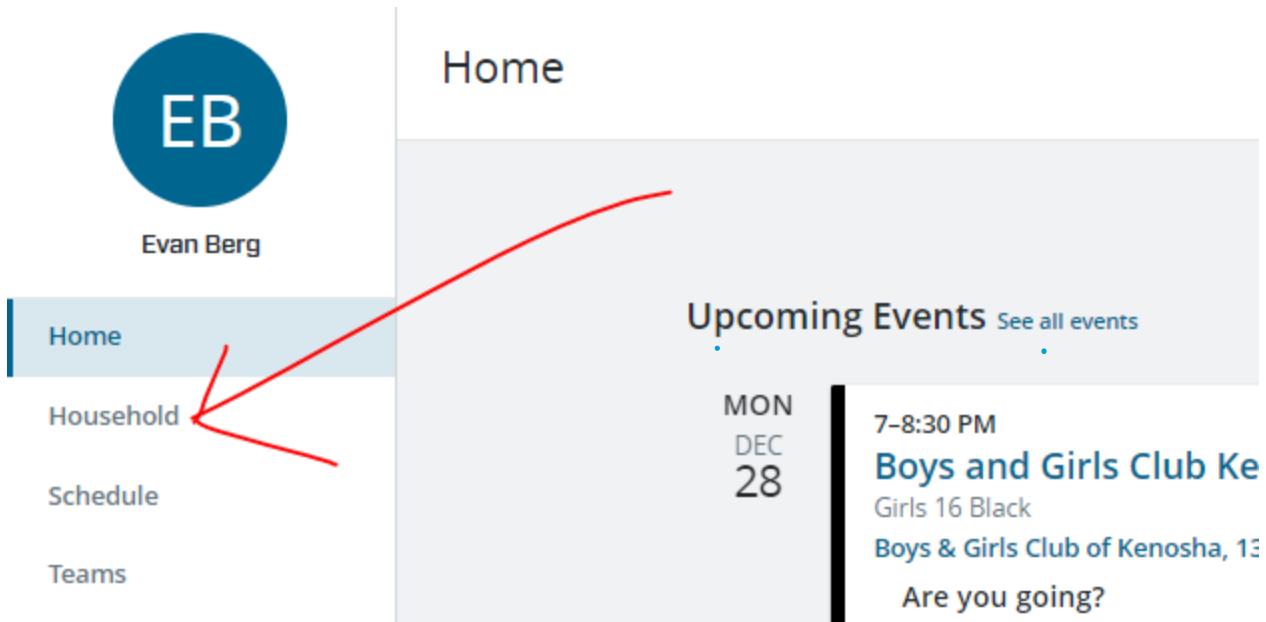 EB
Evan Berg
Home
Household
Schedule
Teams
Home
Upcoming Events See all events
MON
DEC
28
7–8:30 PM
Boys and Girls Club Ke
Girls 16 Black
Boys & Girls Club of Kenosha, 13
Are you going?